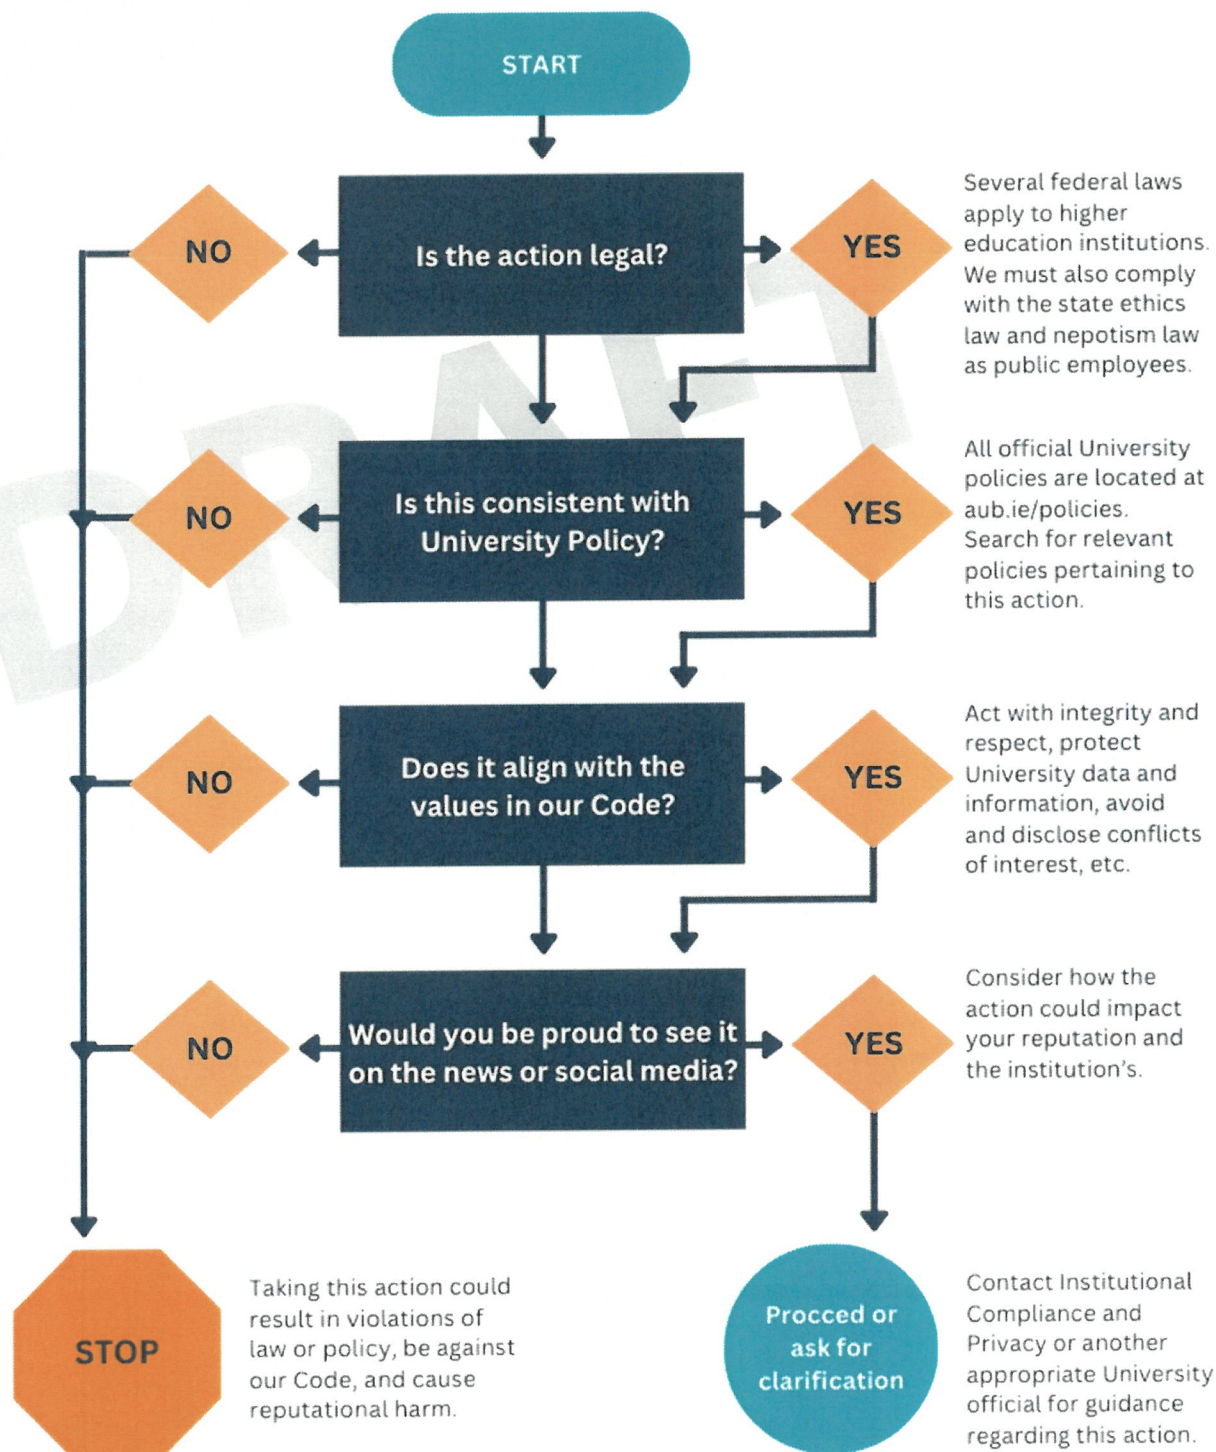 START
Is the action legal?
NO
YES
Several federal laws
apply to higher
education institutions.
We must also comply
with the state ethics
law and nepotism law
as public employees.
DRAFT
Is this consistent with
University Policy?
NO
YES
All official University
policies are located at
aub.ie/policies.
Search for relevant
policies pertaining to
this action.
Does it align with the
values in our Code?
NO
YES
Act with integrity and
respect, protect
University data and
information, avoid
and disclose conflicts
of interest, etc.
Would you be proud to see it
on the news or social media?
NO
YES
Consider how the
action could impact
your reputation and
the institution's.
STOP
Taking this action could
result in violations of
law or policy, be against
our Code, and cause
reputational harm.
Procced or
ask for
clarification
Contact Institutional
Compliance and
Privacy or another
appropriate University
official for guidance
regarding this action.